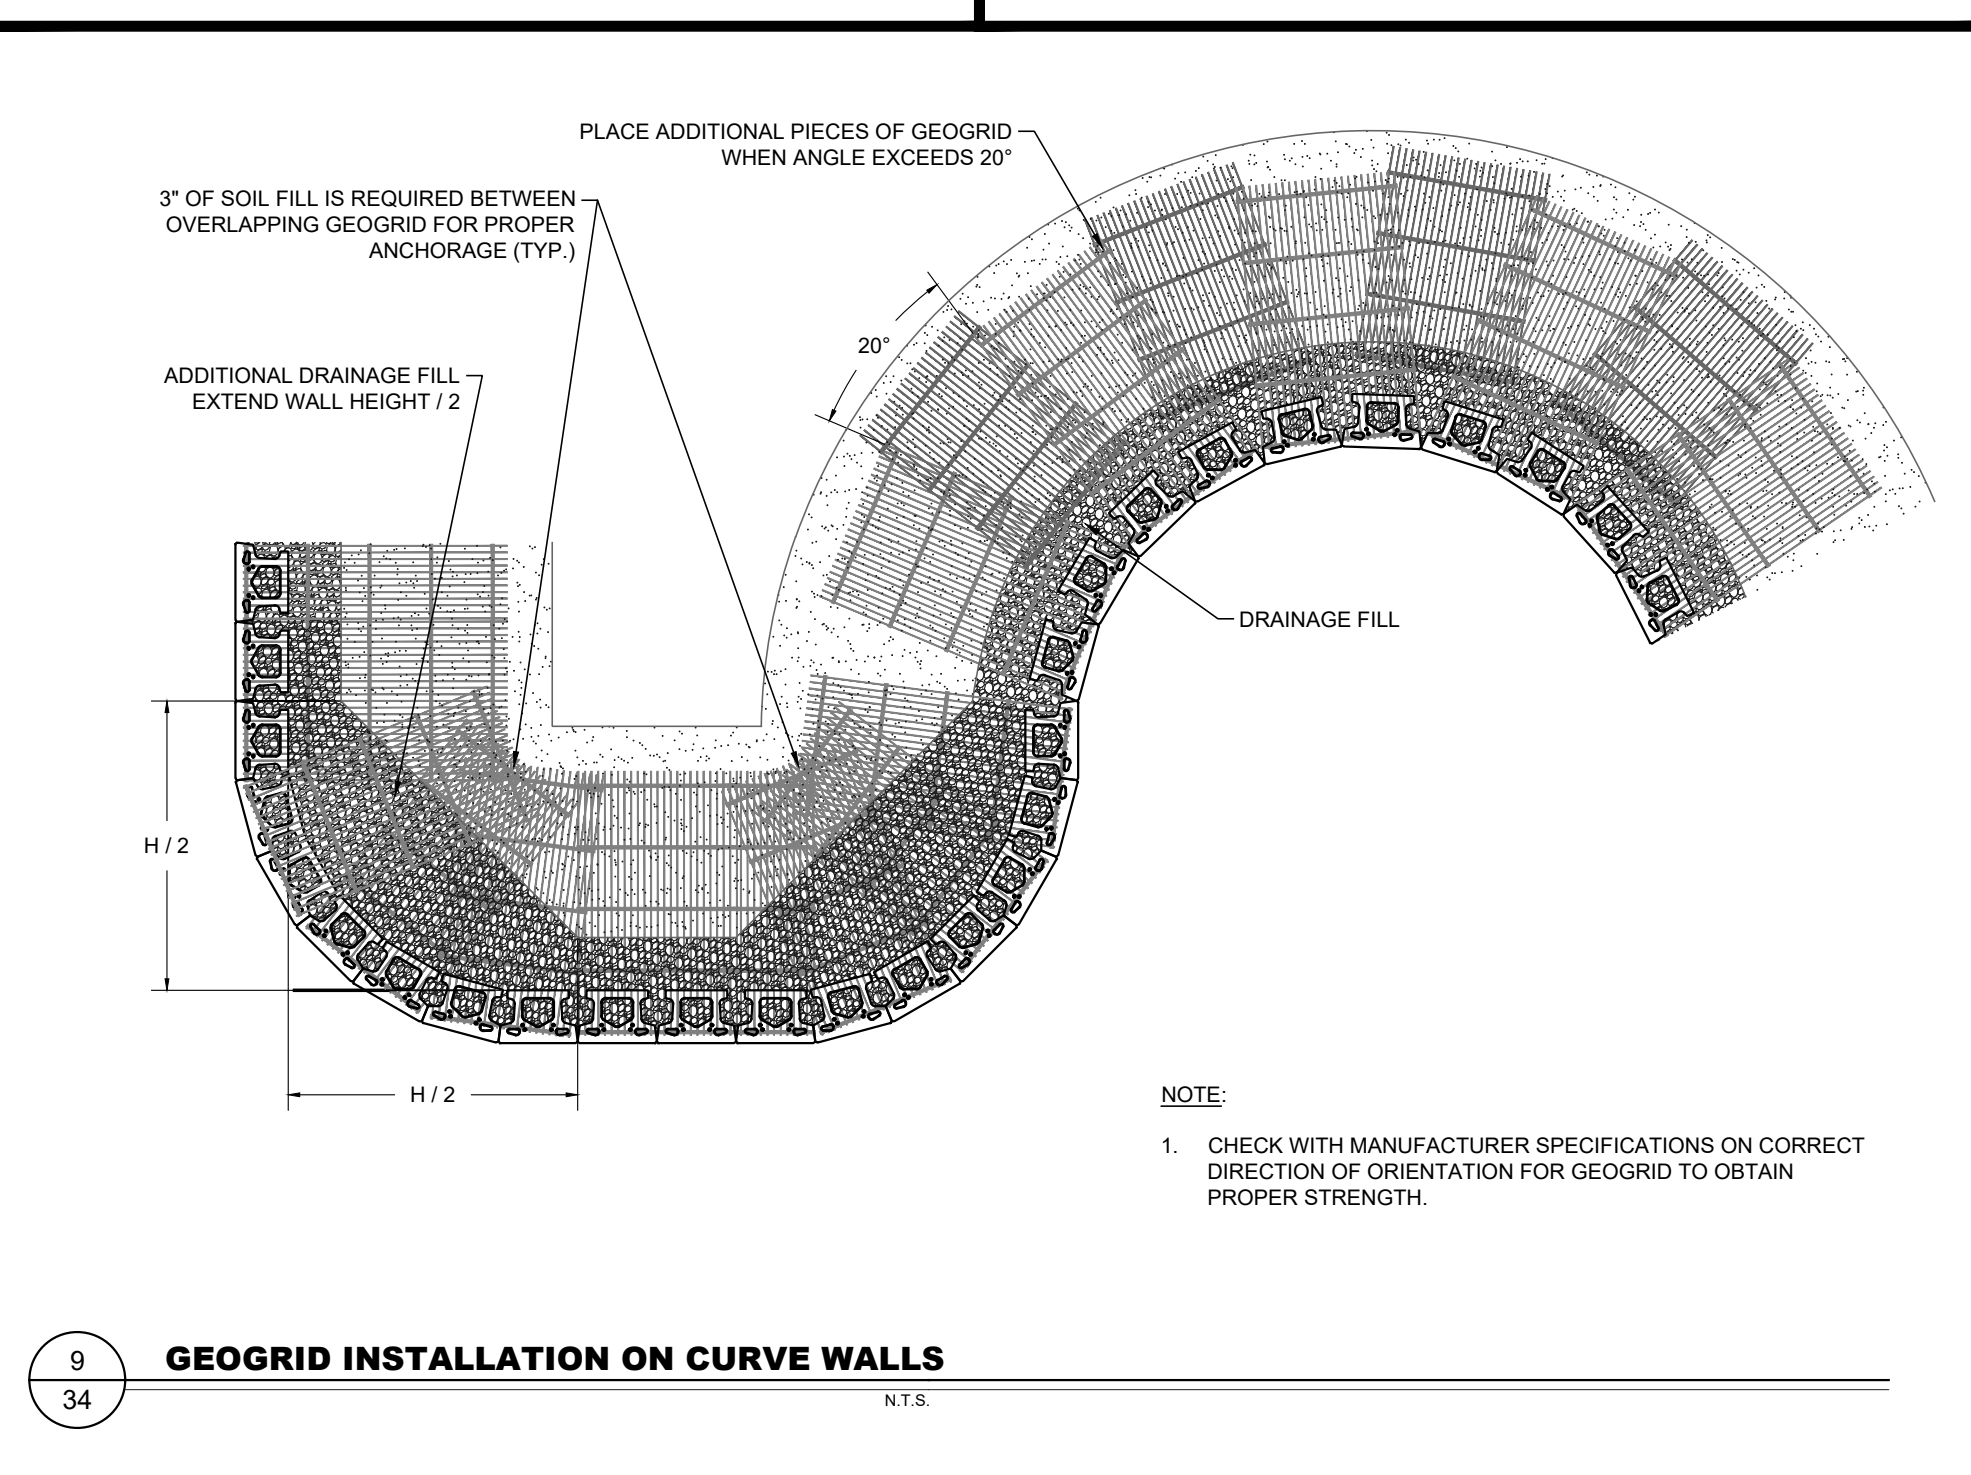 PLACE ADDITIONAL PIECES OF GEOGRID
WHEN ANGLE EXCEEDS 20°
3" OF SOIL FILL IS REQUIRED BETWEEN
OVERLAPPING GEOGRID FOR PROPER
ANCHORAGE (TYP.)
20°
ADDITIONAL DRAINAGE FILL
EXTEND WALL HEIGHT / 2
DRAINAGE FILL
H / 2
H / 2
NOTE:
1. CHECK WITH MANUFACTURER SPECIFICATIONS ON CORRECT
DIRECTION OF ORIENTATION FOR GEOGRID TO OBTAIN
PROPER STRENGTH.
9
34
GEOGRID INSTALLATION ON CURVE WALLS
N.T.S.